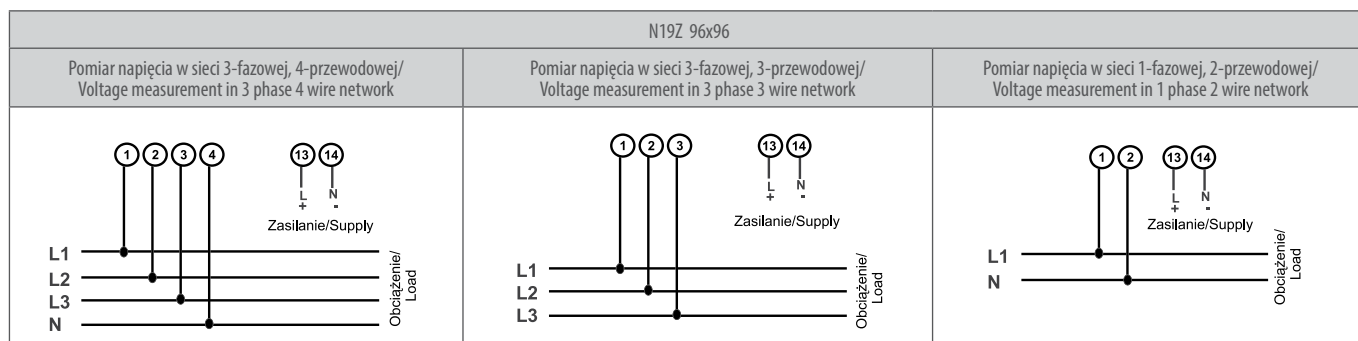 N19Z 96x96
Pomiar napięcia w sieci 3-fazowej, 4-przewodowej/
Voltage measurement in 3 phase 4 wire network
1 2 3 4 13 14
L N
+ -
Zasilanie/Supply
L1
L2
L3
N
Obciążenie/
Load
Pomiar napięcia w sieci 3-fazowej, 3-przewodowej/
Voltage measurement in 3 phase 3 wire network
1 2 3 13 14
L N
+ -
Zasilanie/Supply
L1
L2
L3
Obciążenie/
Load
Pomiar napięcia w sieci 1-fazowej, 2-przewodowej/
Voltage measurement in 1 phase 2 wire network
1 2 13 14
L N
+ -
Zasilanie/Supply
L1
N
Obciążenie/
Load